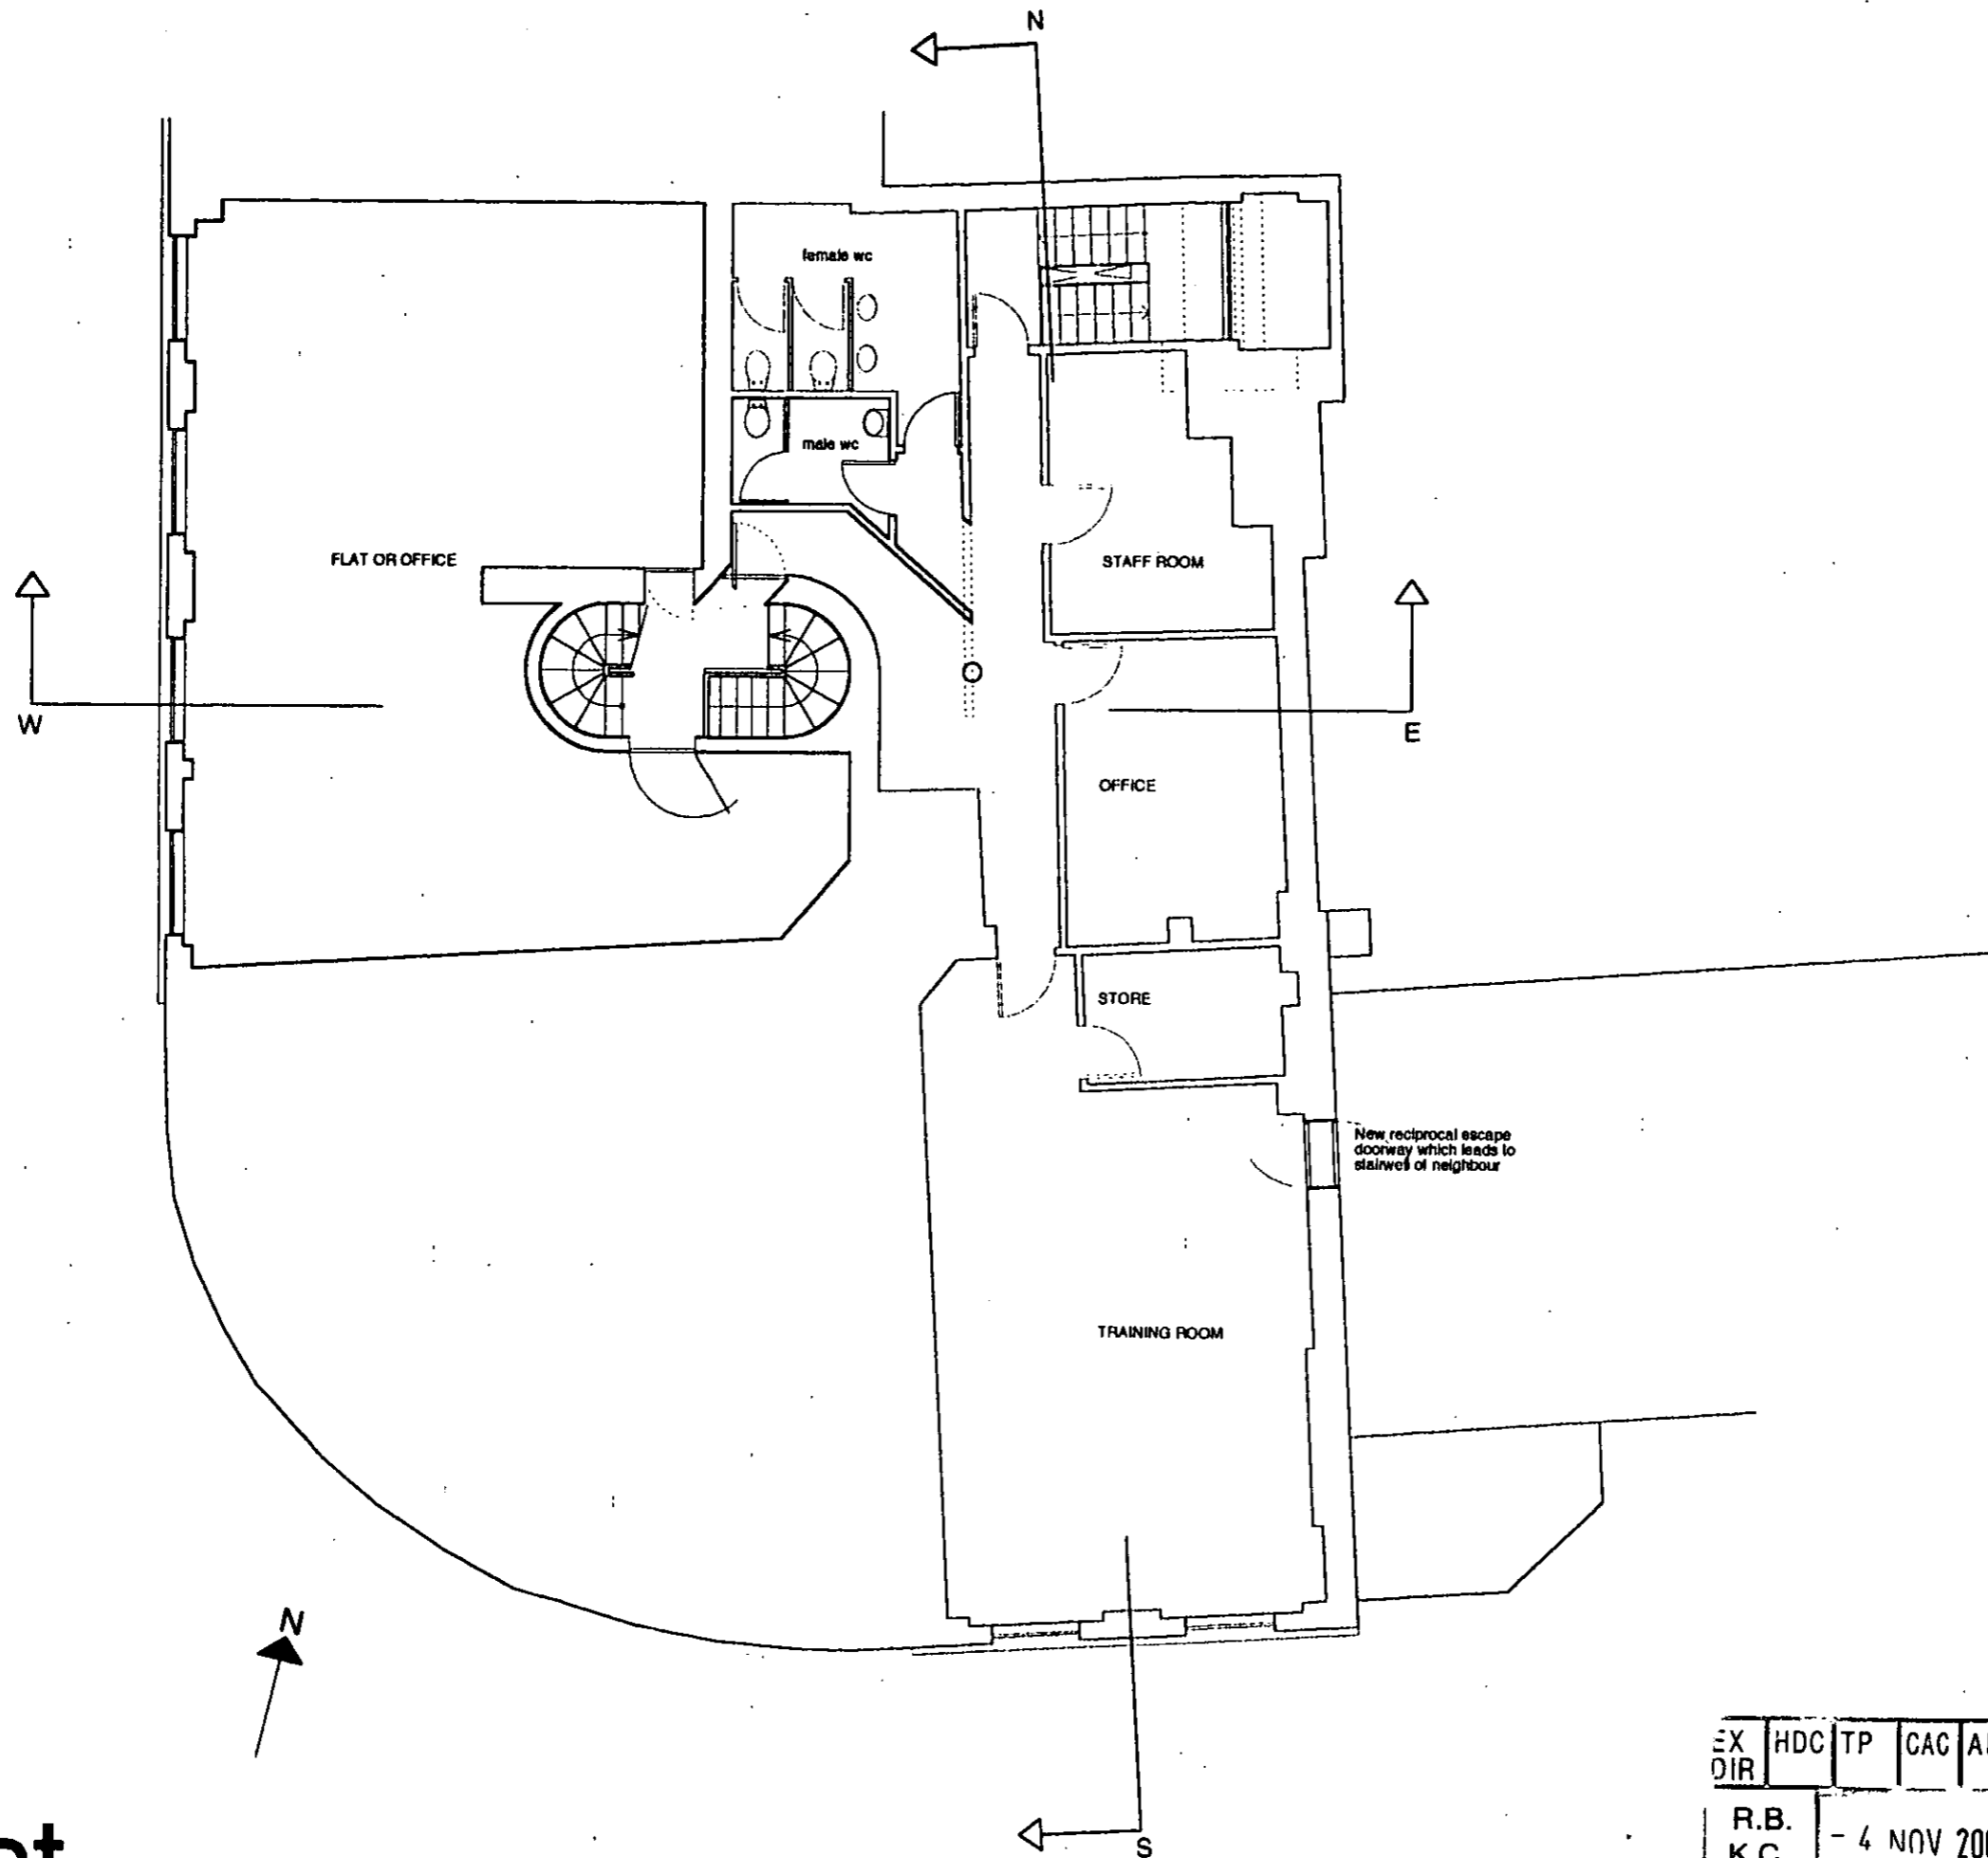 N
female wc
male wc
FLAT OR OFFICE
STAFF ROOM
W
E
OFFICE
STORE
New reciprocal escape
doorway which leads to
stairwell of neighbour
TRAINING ROOM
N
S
EX DIR HDC TP CAC
R.B.
K.C.
- 4 NOV